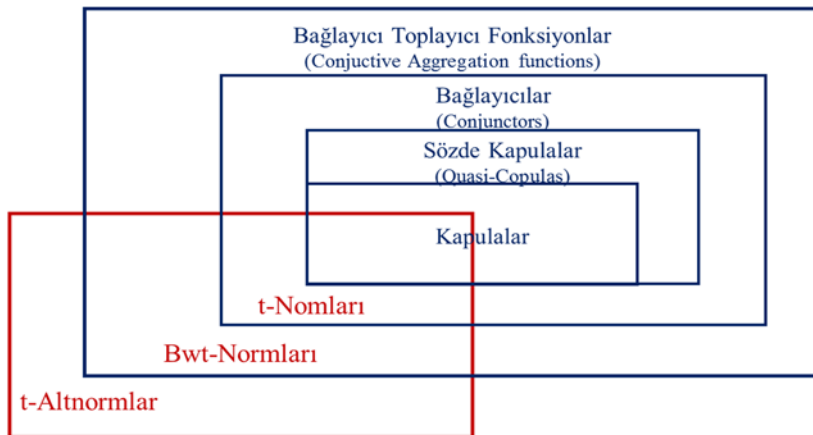 Bağlayıcı Toplayıcı Fonksiyonlar
(Conjuctive Aggregation functions)
Bağlayıcılar
(Conjunctors)
Sözde Kapulalar
(Quasi-Copulas)
Kapulalar
t-Nomları
Bwt-Normları
t-Altnormlar